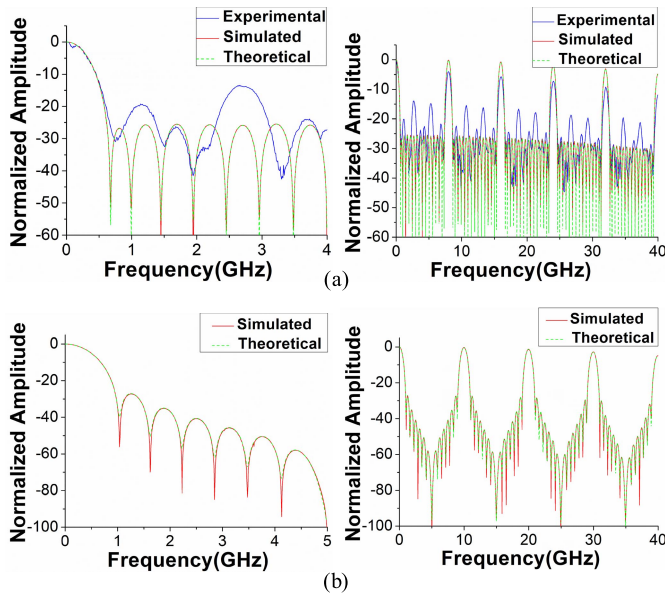 (a)
Experimental
Simulated
Theoretical
Normalized Amplitude
0
-10
-20
-30
-40
-50
-60
0 1 2 3 4
Frequency(GHz)
Experimental
Simulated
Theoretical
Normalized Amplitude
10
0
-10
-20
-30
-40
-50
-60
0 10 20 30 40
Frequency(GHz)
(a)
Simulated
Theoretical
Normalized Amplitude
0
-20
-40
-60
-80
-100
0 1 2 3 4 5
Frequency(GHz)
Simulated
Theoretical
Normalized Amplitude
0
-20
-40
-60
-80
-100
0 10 20 30 40
Frequency(GHz)
(b)